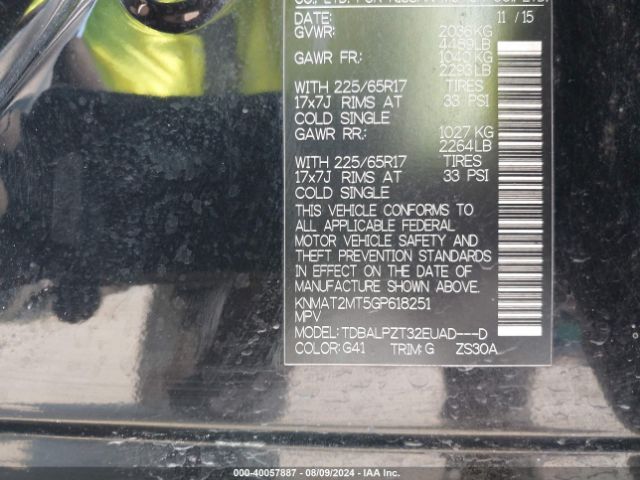 DATE: 11 / 15
GVWR: 2036KG
4489LB
GAWR FR: 1040KG
2293LB
WITH 225/65R17 TIRES
17x7J RIMS AT 33 PSI
COLD SINGLE
GAWR RR: 1027 KG
2264LB
WITH 225/65R17 TIRES
17x7J RIMS AT 33 PSI
COLD SINGLE
THIS VEHICLE CONFORMS TO
ALL APPLICABLE FEDERAL
MOTOR VEHICLE SAFETY AND
THEFT PREVENTION STANDARDS
IN EFFECT ON THE DATE OF
MANUFACTURE SHOWN ABOVE.
KNMAT2MT5GP618251
MPV
MODEL: TDBALPZT32EUAD---D
COLOR: G41 TRIM: G ZS30A
000-40057887 - 08/09/2024 - IAA Inc.